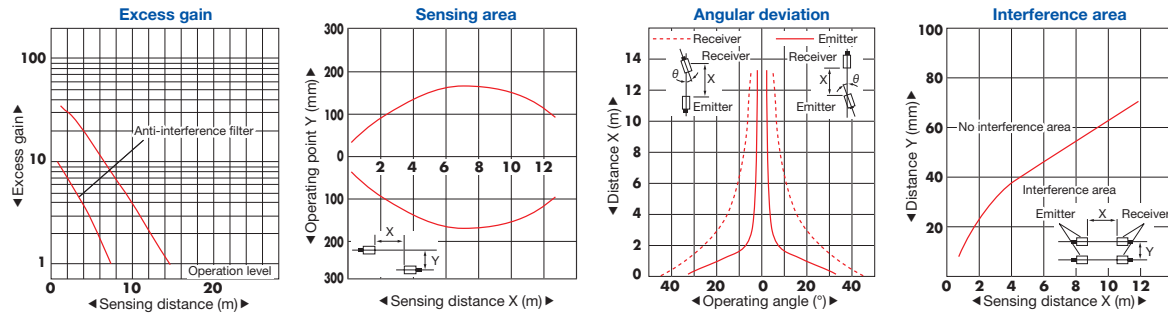 Excess gain
100
10
1
◄Excess gain►
Anti-interference filter
Operation level
0 10 20
◄Sensing distance (m)►
Sensing area
300
200
100
0
100
200
300
◄Operating point Y (mm)►
2 4 6 8 10 12
X
Y
◄Sensing distance X (m)►
Angular deviation
Receiver Emitter
14
12
10
8
6
4
2
0
◄Distance X (m)►
Receiver
θ
X
Emitter
Receiver
X
θ
Emitter
40 20 0 20 40
◄Operating angle (°)►
Interference area
100
80
60
40
20
◄Distance Y (mm)►
No interference area
Interference area
Emitter X Receiver
Y
0 2 4 6 8 10 12 14
◄Sensing distance X (m)►